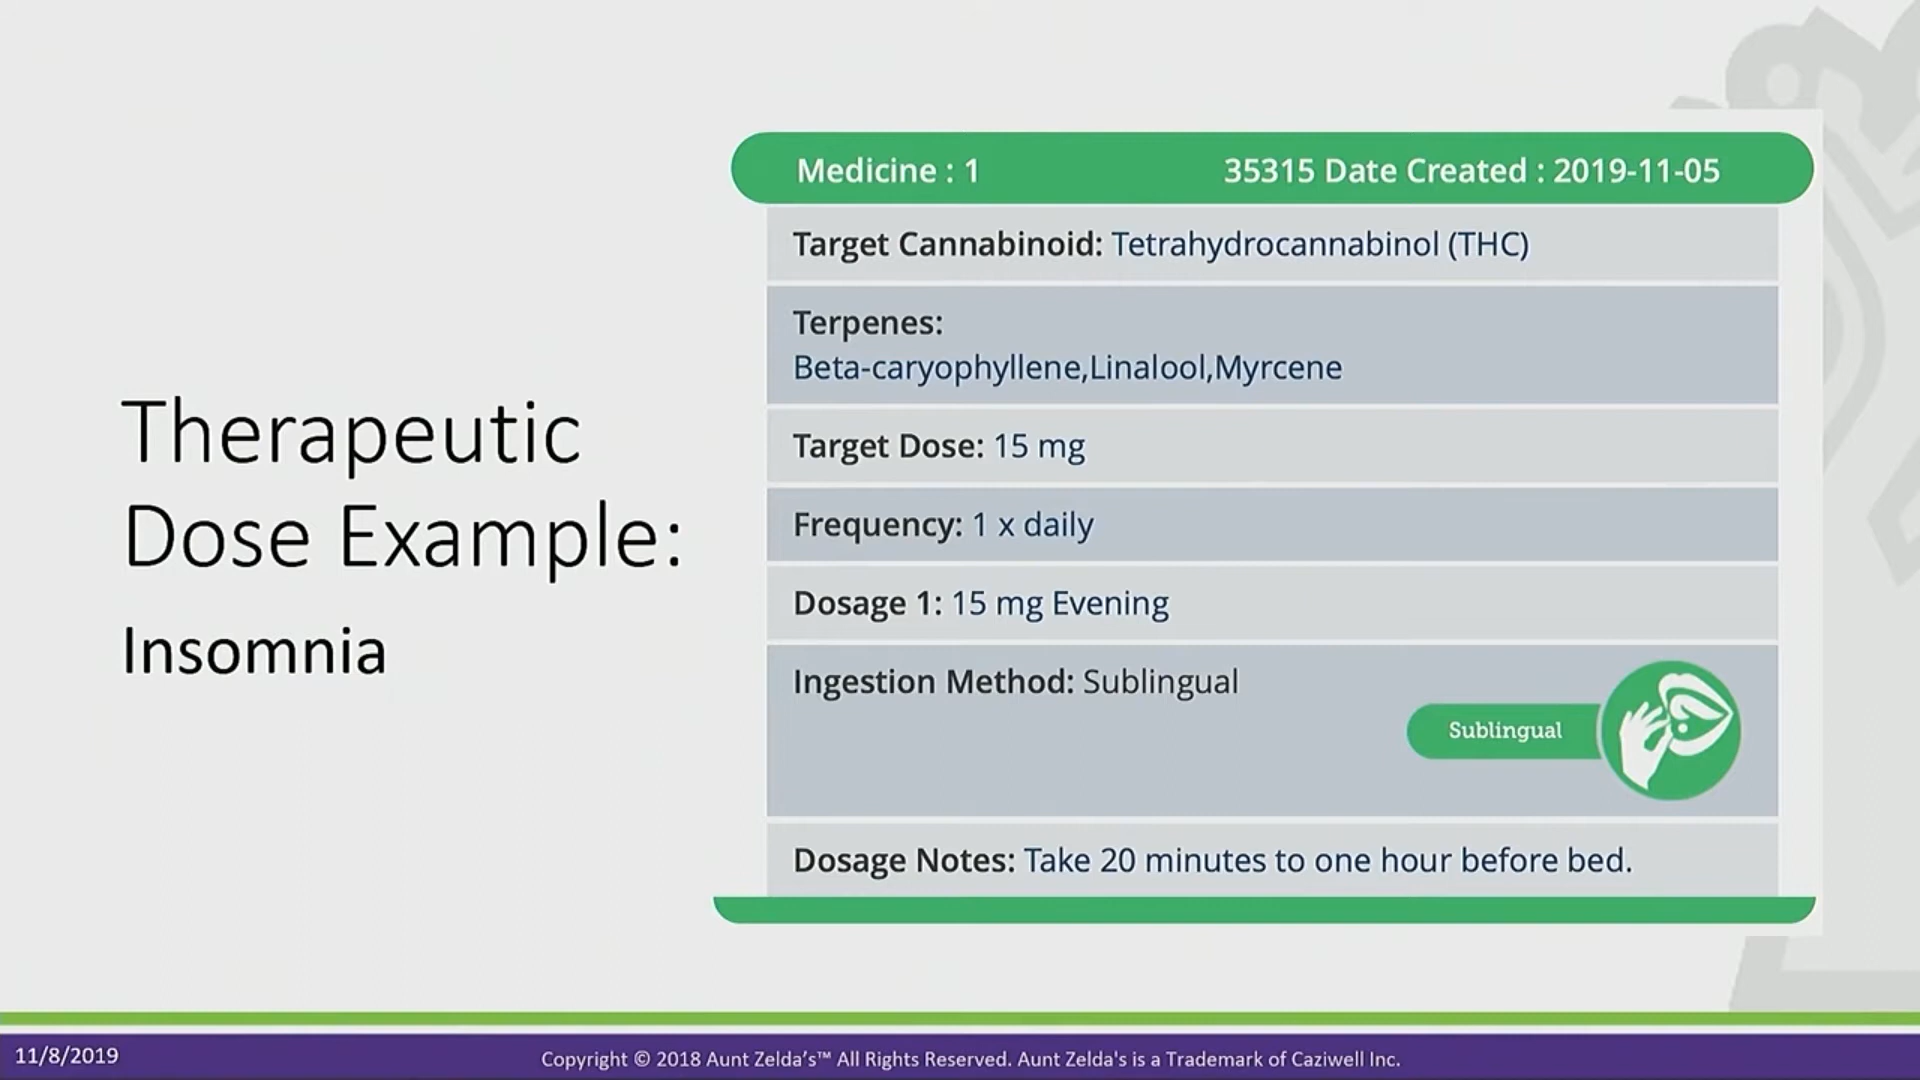 Therapeutic
Dose Example:
Insomnia
Medicine : 1
35315 Date Created : 2019-11-05
Target Cannabinoid: Tetrahydrocannabinol (THC)
Terpenes:
Beta-caryophyllene,Linalool,Myrcene
Target Dose: 15 mg
Frequency: 1 x daily
Dosage 1: 15 mg Evening
Ingestion Method: Sublingual
Sublingual
Dosage Notes: Take 20 minutes to one hour before bed.
11/8/2019
Copyright © 2018 Aunt Zelda’s™ All Rights Reserved. Aunt Zelda's is a Trademark of Caziwell Inc.